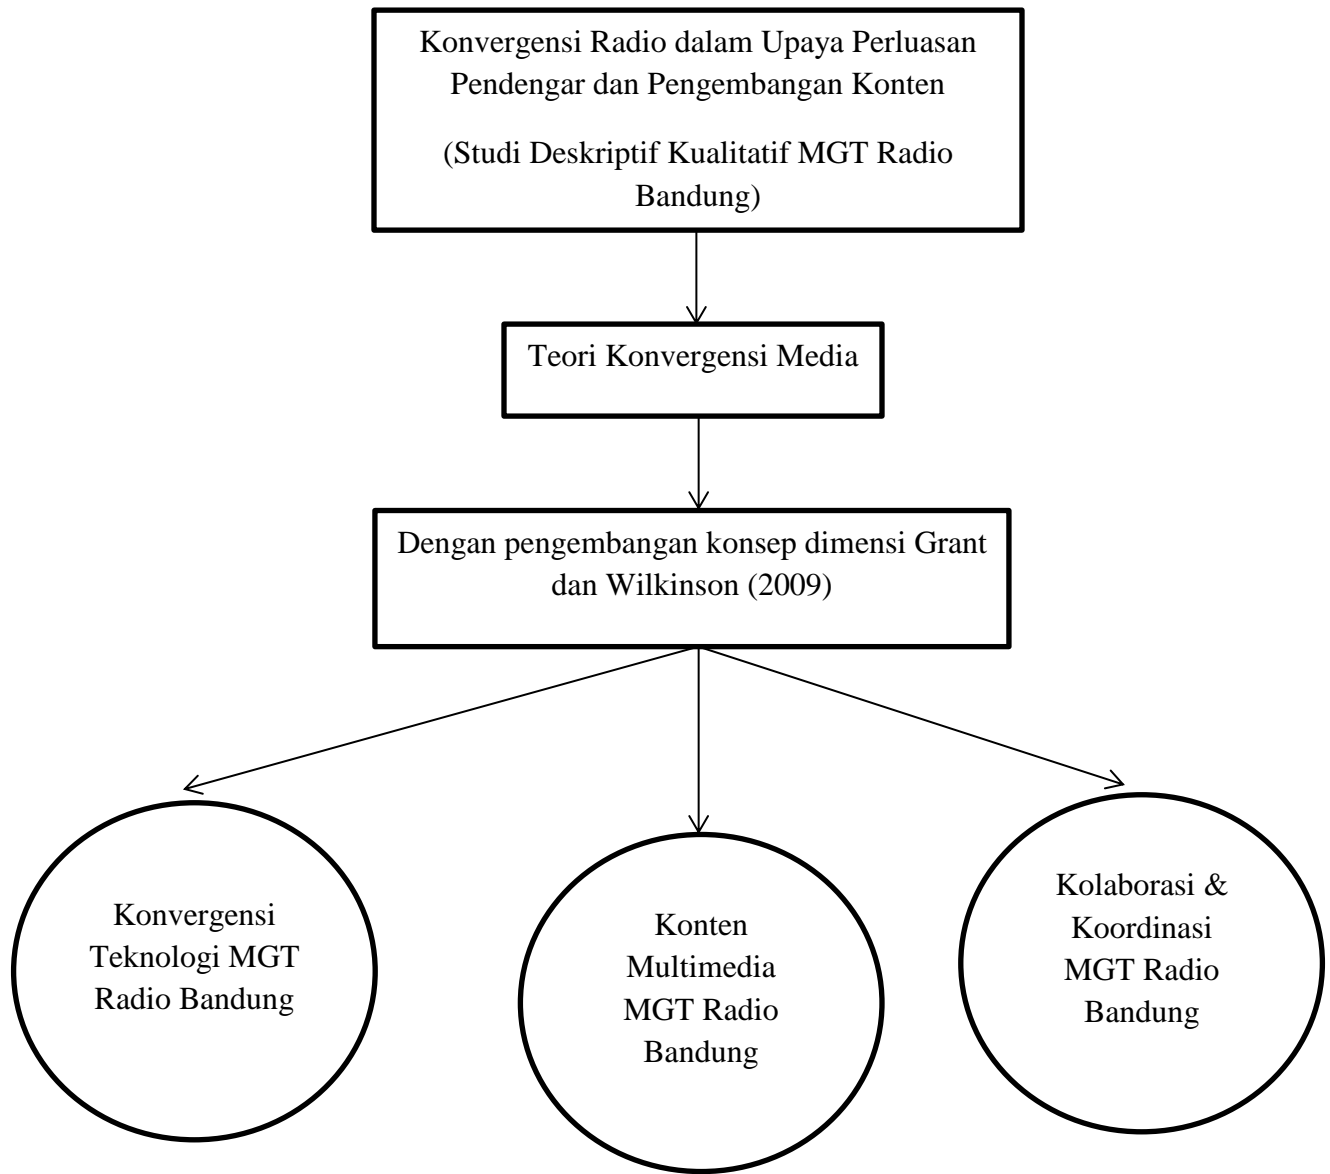 Konvergensi Radio dalam Upaya Perluasan
Pendengar dan Pengembangan Konten
(Studi Deskriptif Kualitatif MGT Radio
Bandung)
Teori Konvergensi Media
Dengan pengembangan konsep dimensi Grant
dan Wilkinson (2009)
Konvergensi
Teknologi MGT
Radio Bandung
Konten
Multimedia
MGT Radio
Bandung
Kolaborasi &
Koordinasi
MGT Radio
Bandung